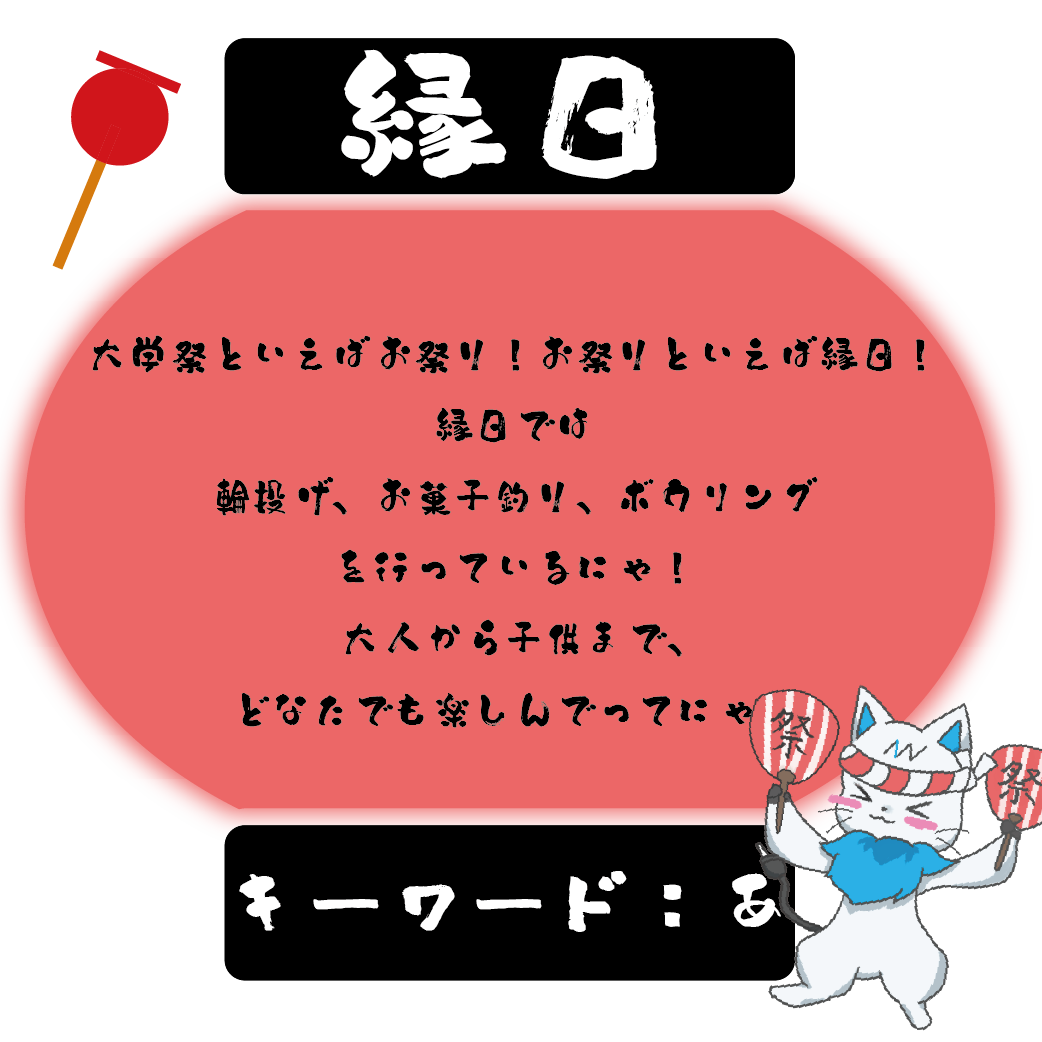 縁日
大学祭といえばお祭り！お祭りといえば縁日！
縁日では
輪投げ、お菓子釣り、ボウリング
を行っているにゃ！
大人から子供まで、
どなたでも楽しんでってにゃ
祭
祭
キーワード：あ